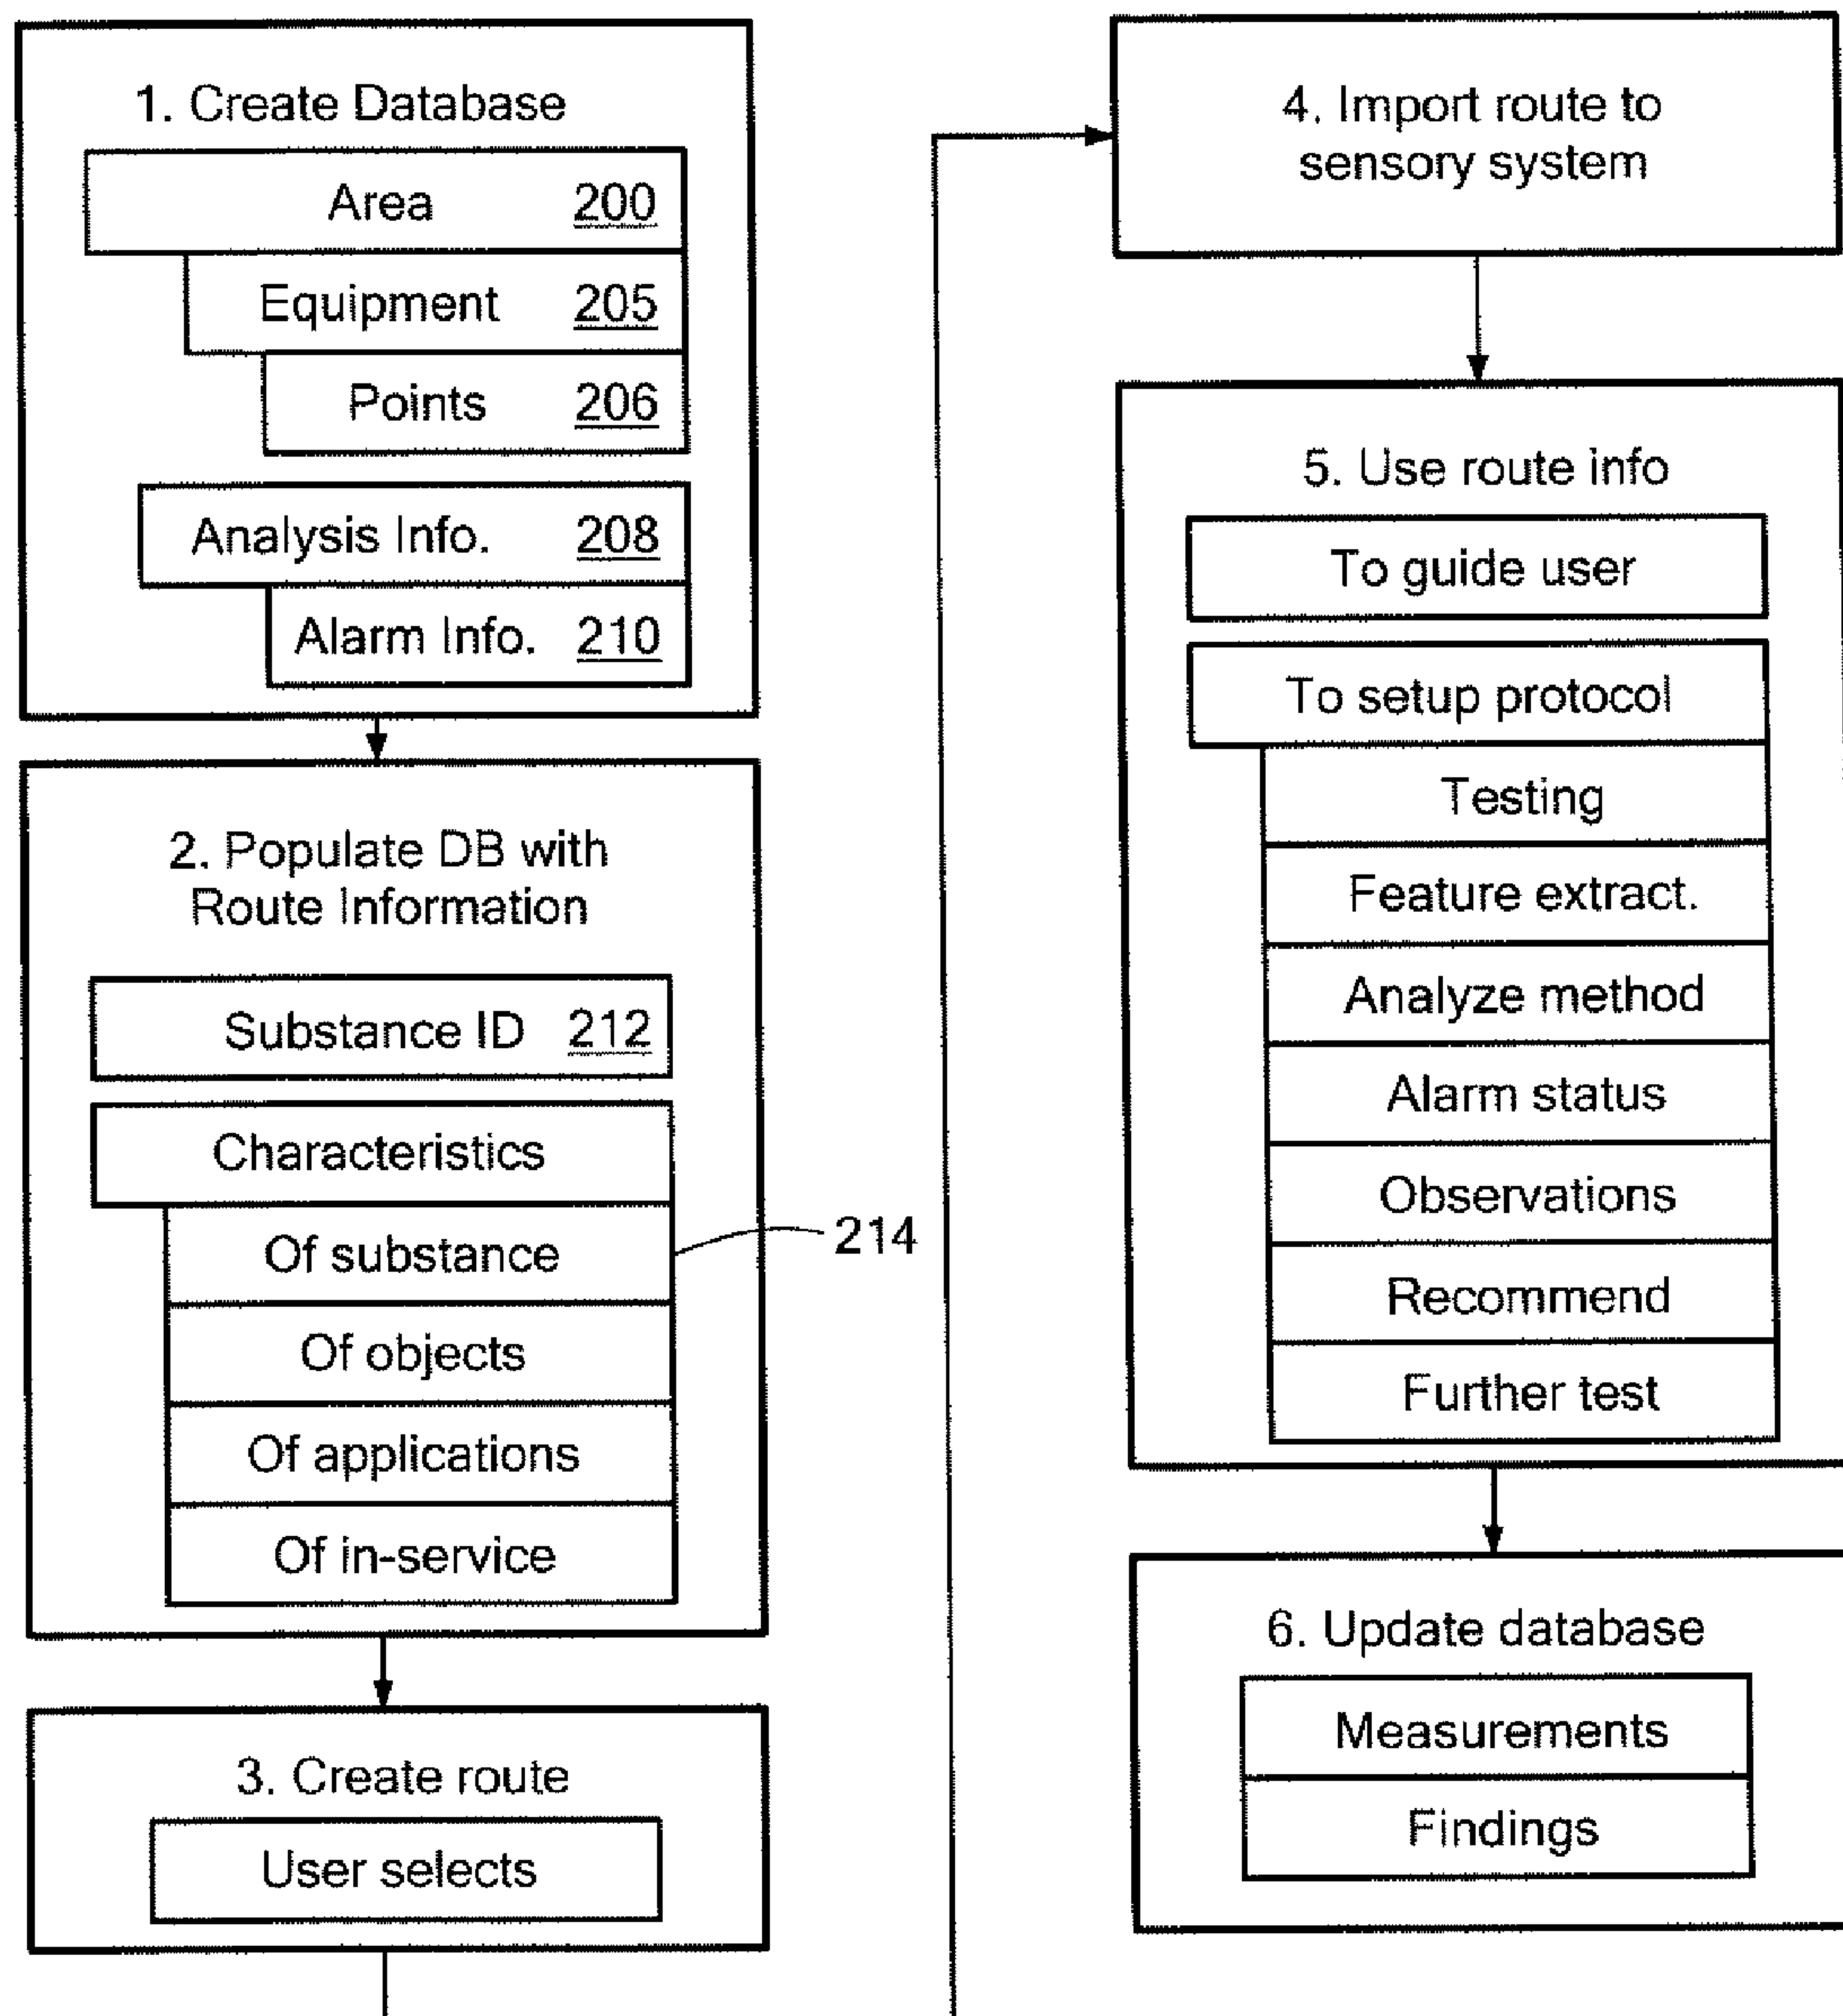 1. Create Database
Area 200
Equipment 205
Points 206
Analysis Info. 208
Alarm Info. 210
2. Populate DB with
Route Information
Substance ID 212
Characteristics
Of substance
214
Of objects
Of applications
Of in-service
3. Create route
User selects
4. Import route to
sensory system
5. Use route info
To guide user
To setup protocol
Testing
Feature extract.
Analyze method
Alarm status
Observations
Recommend
Further test
6. Update database
Measurements
Findings